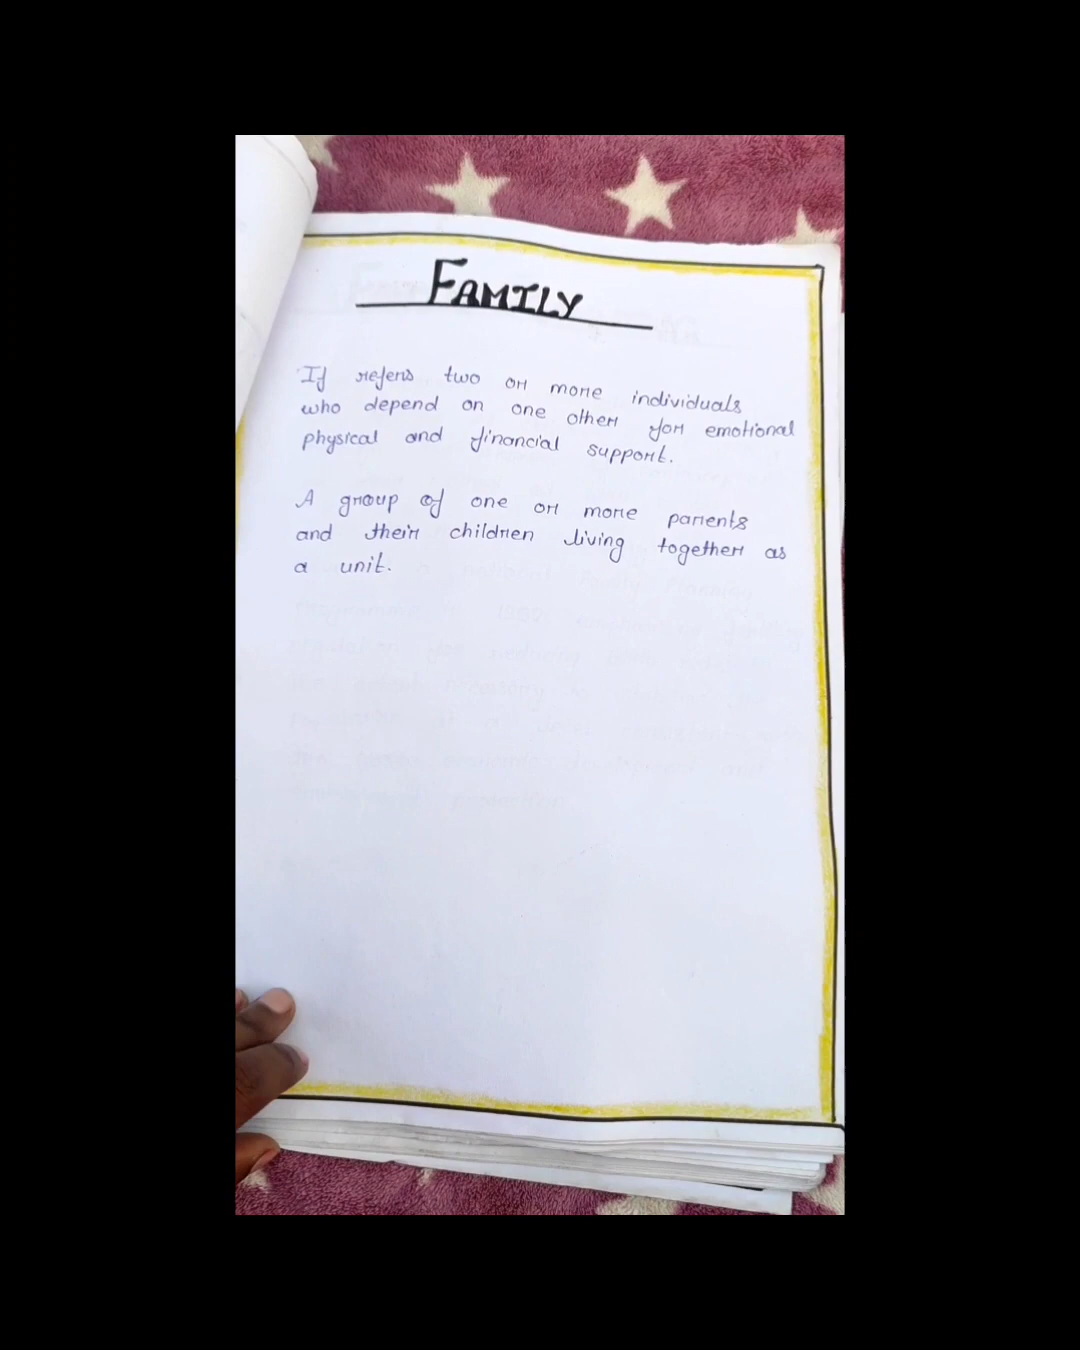 FAMILY
If refers two or more individuals
who depend on one other for emotional
physical and financial support.
A group of one or more parents
and their children living together as
a unit.